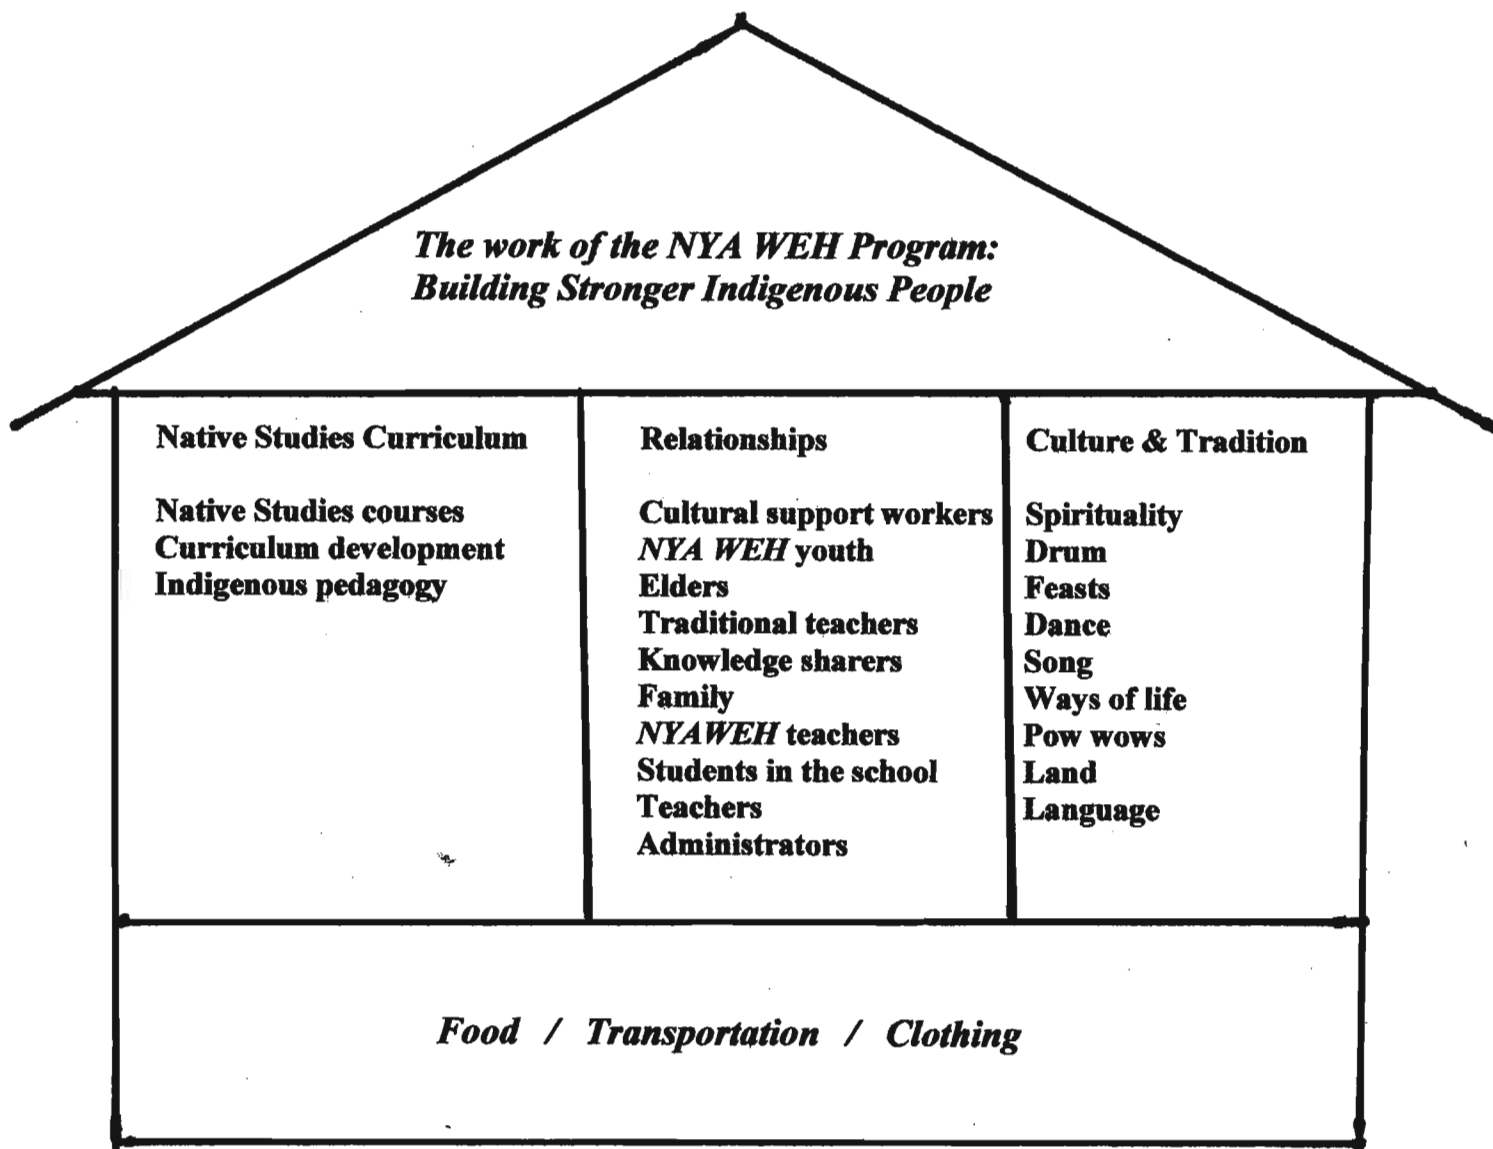 The work of the NYA WEH Program:
Building Stronger Indigenous People
Native Studies Curriculum
Native Studies courses
Curriculum development
Indigenous pedagogy
Relationships
Cultural support workers
NYA WEH youth
Elders
Traditional teachers
Knowledge sharers
Family
NYAWEH teachers
Students in the school
Teachers
Administrators
Culture & Tradition
Spirituality
Drum
Feasts
Dance
Song
Ways of life
Pow wows
Land
Language
Food / Transportation / Clothing